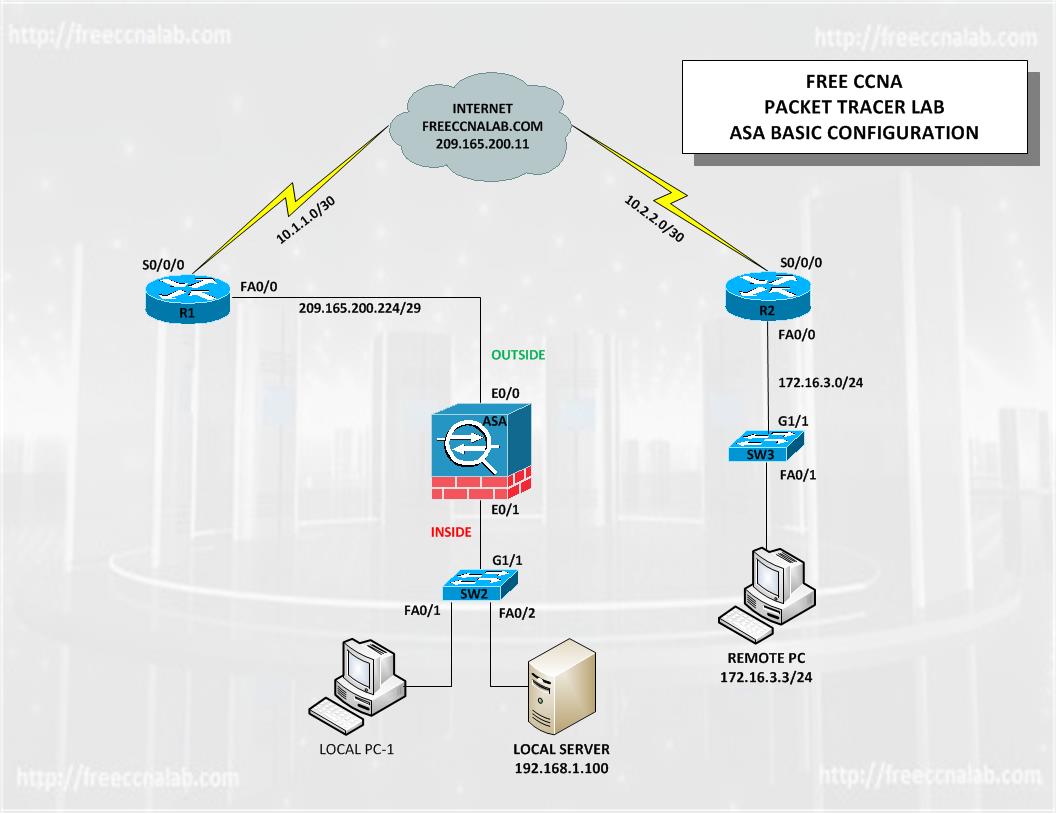 http://freeccnalab.com
http://freeccnalab.com
FREE CCNA
PACKET TRACER LAB
ASA BASIC CONFIGURATION
INTERNET
FREECCNALAB.COM
209.165.200.11
10.1.1.0/30
10.2.2.0/30
S0/0/0
FA0/0
R1
209.165.200.224/29
S0/0/0
R2
FA0/0
OUTSIDE
172.16.3.0/24
E0/0
ASA
G1/1
SW3
FA0/1
E0/1
INSIDE
G1/1
SW2
FA0/1
FA0/2
REMOTE PC
172.16.3.3/24
LOCAL PC-1
LOCAL SERVER
192.168.1.100
http://freeccnalab.com
http://freeccnalab.com